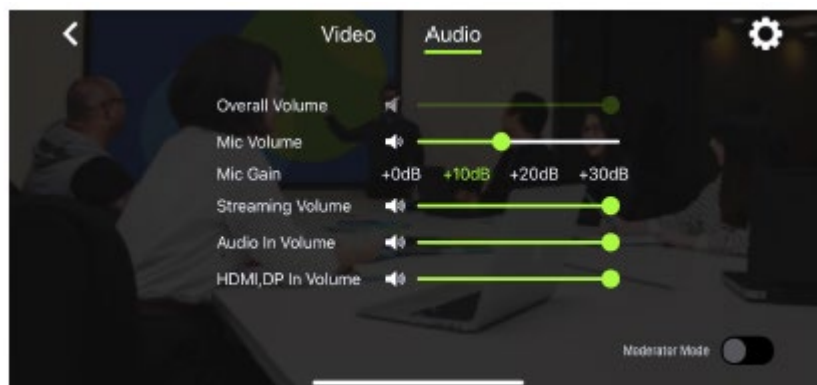 Video Audio
Overall Volume
Mic Volume
Mic Gain +0dB +10dB +20dB +30dB
Streaming Volume
Audio In Volume
HDMI,DP In Volume
Moderator Mode